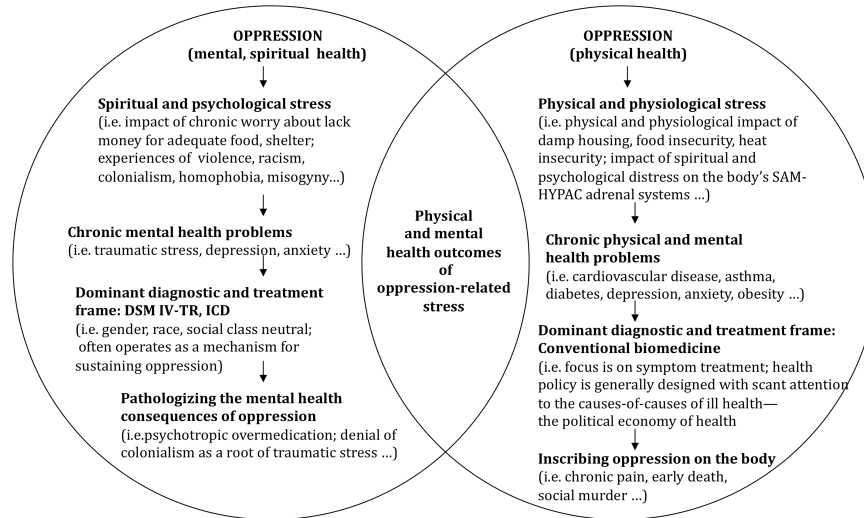 OPPRESSION
(mental, spiritual health)
Spiritual and psychological stress
(i.e. impact of chronic worry about lack
money for adequate food, shelter;
experiences of violence, racism,
colonialism, homophobia, misogyny...)
Chronic mental health problems
(i.e. traumatic stress, depression, anxiety ...)
Dominant diagnostic and treatment
frame: DSM IV-TR, ICD
(i.e. gender, race, social class neutral;
often operates as a mechanism for
sustaining oppression)
Pathologizing the mental health
consequences of oppression
(i.e.psychotropic overmedication; denial of
colonialism as a root of traumatic stress ...)
Physical
and mental
health outcomes
of
oppression-related
stress
OPPRESSION
(physical health)
Physical and physiological stress
(i.e. physical and physiological impact of
damp housing, food insecurity, heat
insecurity; impact of spiritual and
psychological distress on the body's SAM-
HYPAC adrenal systems ...)
Chronic physical and mental
health problems
(i.e. cardiovascular disease, asthma,
diabetes, depression, anxiety, obesity ...)
Dominant diagnostic and treatment frame:
Conventional biomedicine
(i.e. focus is on symptom treatment; health
policy is generally designed with scant attention
to the causes-of-causes of ill health—
the political economy of health
Inscribing oppression on the body
(i.e. chronic pain, early death,
social murder ...)